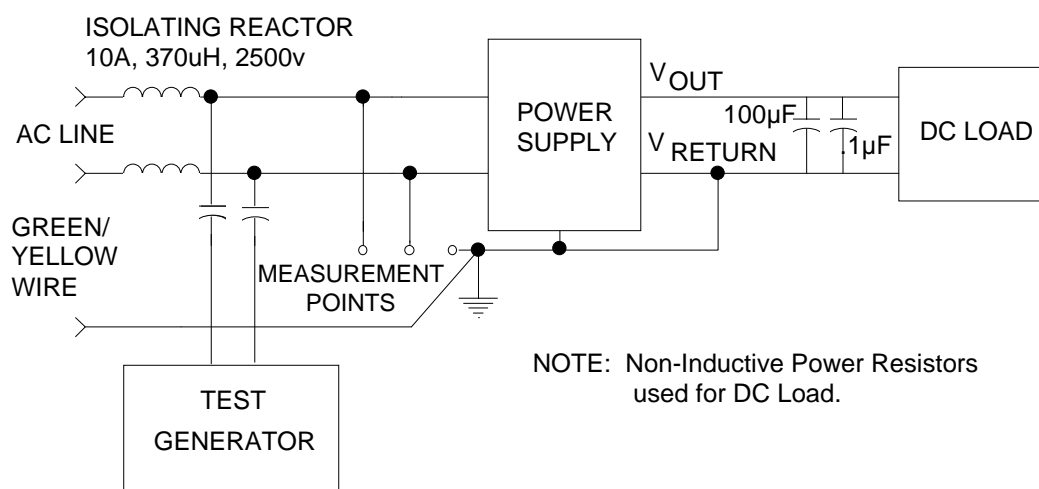 ISOLATING REACTOR
10A, 370uH, 2500v
AC LINE
GREEN/
YELLOW
WIRE
MEASUREMENT
POINTS
TEST
GENERATOR
POWER
SUPPLY
V OUT
100µF
V RETURN
.1µF
DC LOAD
NOTE: Non-Inductive Power Resistors
used for DC Load.